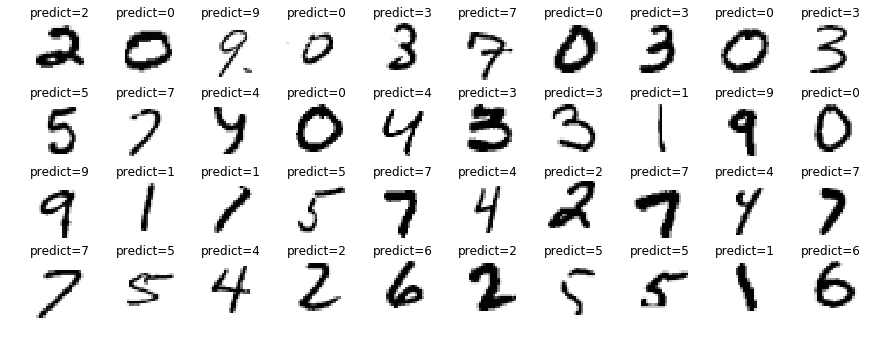 predict=2 predict=0 predict=9 predict=0 predict=3 predict=7 predict=0 predict=3 predict=0 predict=3
2 0 9 0 3 7 0 3 0 3
predict=5 predict=7 predict=4 predict=0 predict=4 predict=3 predict=3 predict=1 predict=9 predict=0
5 7 4 0 4 3 3 1 9 0
predict=9 predict=1 predict=1 predict=5 predict=7 predict=4 predict=2 predict=7 predict=4 predict=7
9 1 1 5 7 4 2 7 4 7
predict=7 predict=5 predict=4 predict=2 predict=6 predict=2 predict=5 predict=5 predict=1 predict=6
7 5 4 2 6 2 5 5 1 6